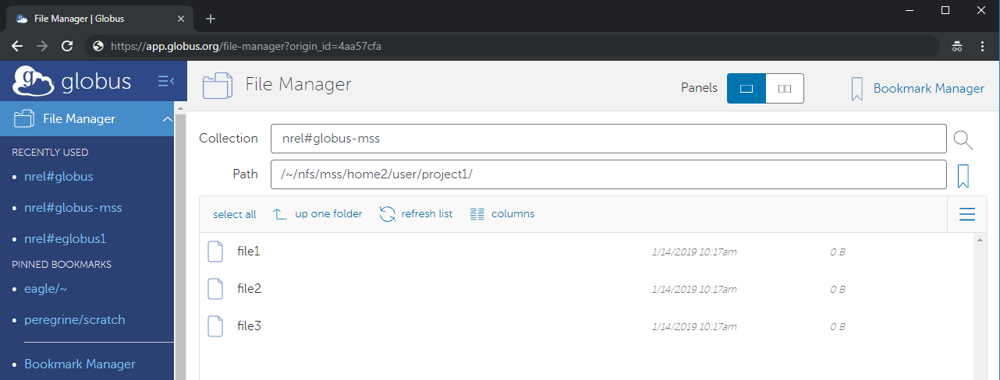 File Manager | Globus
https://app.globus.org/file-manager?origin_id=4aa57cfa
globus
File Manager
Panels
Bookmark Manager
File Manager
RECENTLY USED
nrel#globus
nrel#globus-mss
nrel#eglobus1
PINNED BOOKMARKS
eagle/~
peregrine/scratch
Bookmark Manager
Collection nrel#globus-mss
Path /~/nfs/mss/home2/user/project1/
select all up one folder refresh list columns
file1 1/14/2019 10:17am 0 B
file2 1/14/2019 10:17am 0 B
file3 1/14/2019 10:17am 0 B